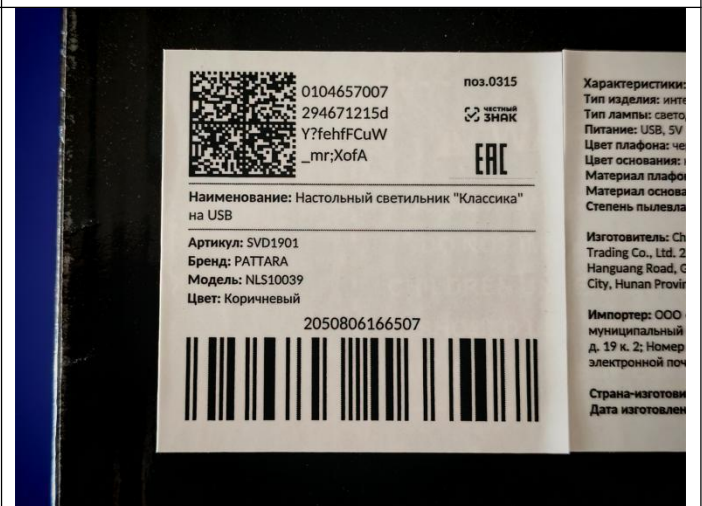 0104657007
294671215d
Y?fehfFCuW
_mr;XofA
поз.0315
ЧЕСТНЫЙ
ЗНАК
EAC
Наименование: Настольный светильник "Классика"
на USB
Артикул: SVD1901
Бренд: PATTARA
Модель: NLS10039
Цвет: Коричневый
2050806166507
Характеристики:
Тип изделия: инте
Тип лампы: свето
Питание: USB, 5V
Цвет плафона: че
Цвет основания:
Материал плафо
Материал основа
Степень пылевла
Изготовитель: Ch
Trading Co., Ltd. 2
Hanguang Road, G
City, Hunan Provin
Импортер: ООО
муниципальный
д. 19 к. 2; Номер
электронной поч
Страна-изготови
Дата изготовлен